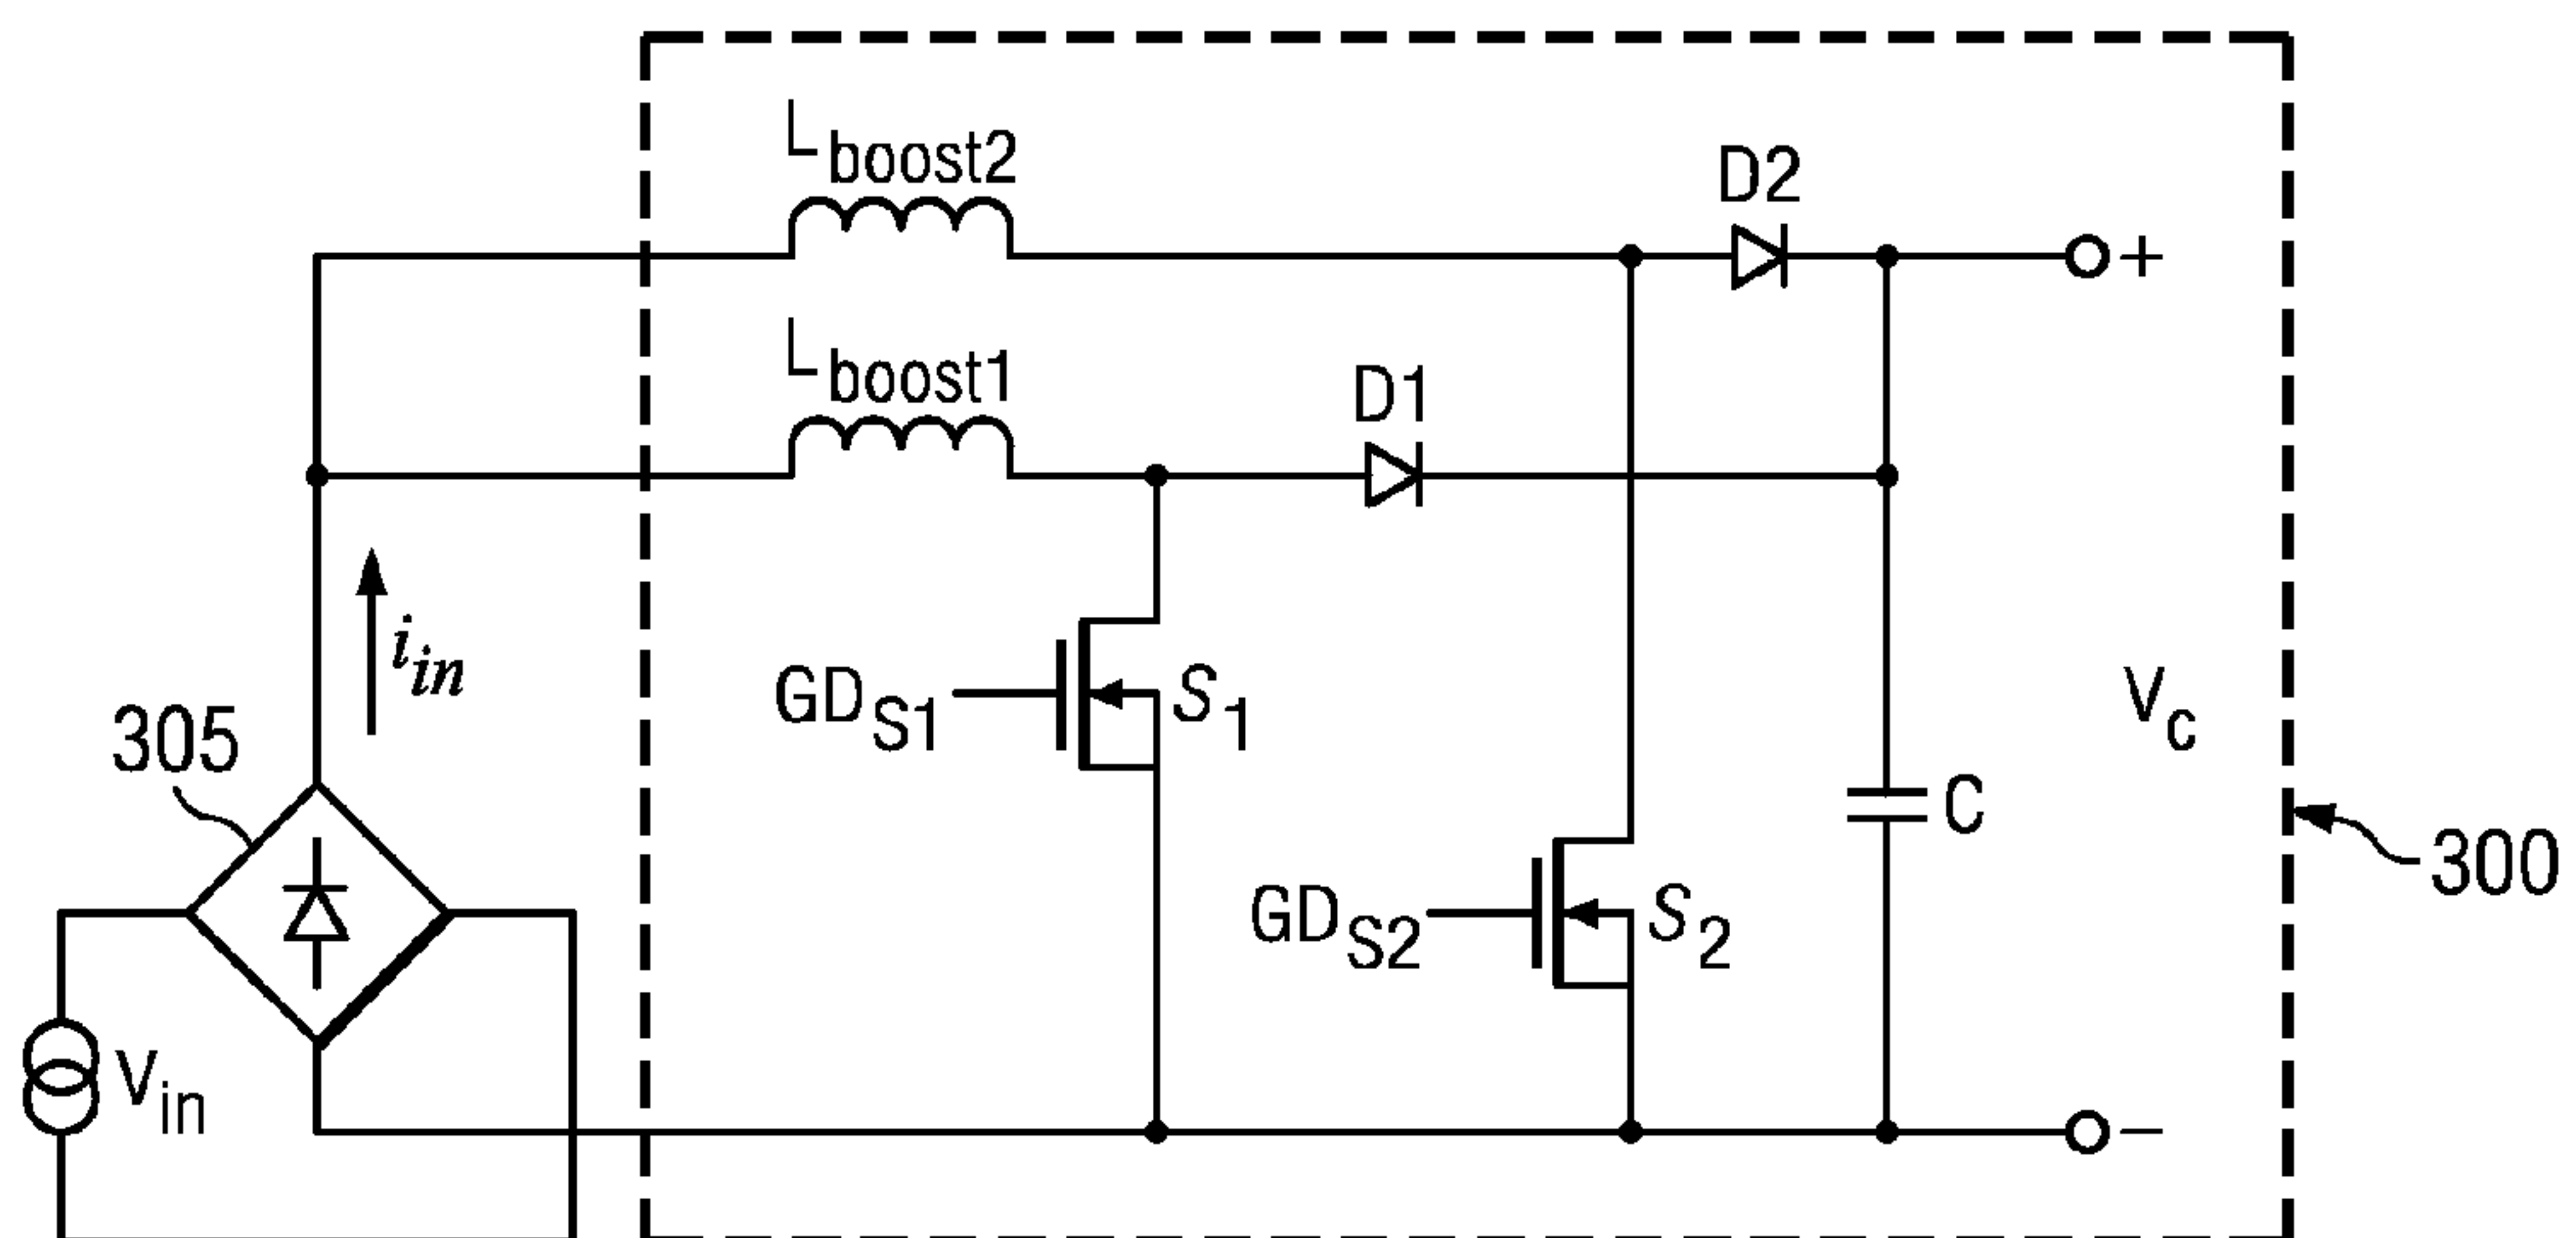 Lboost2
D2
+
Lboost1
D1
iin
GDS1
S1
Vc
305
C
300
GDS2
S2
Vin
−